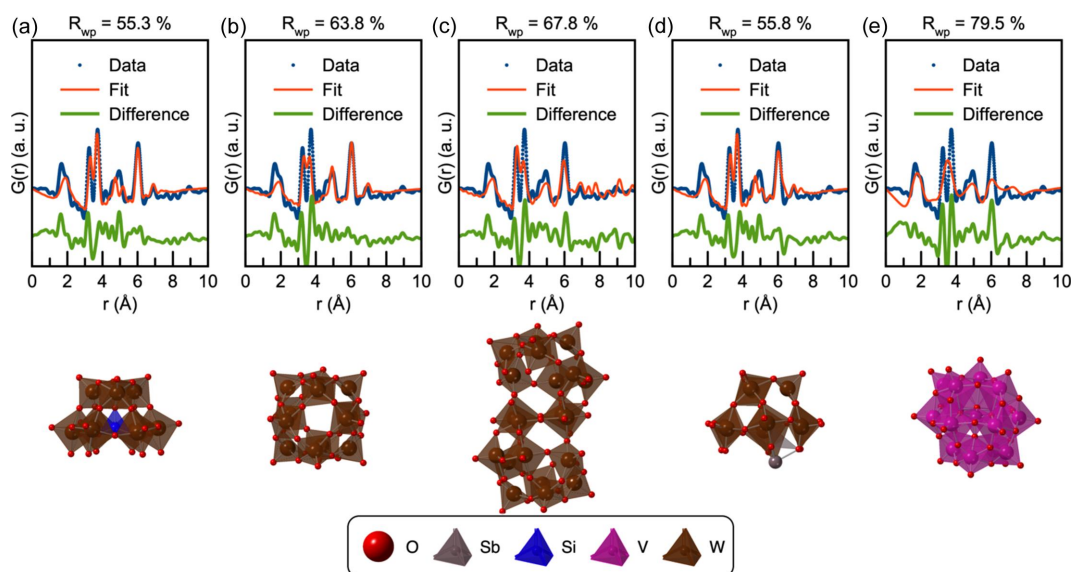 (a) R_wp = 55.3 %
Data
Fit
Difference
G(r) (a. u.)
0 2 4 6 8 10
r (Å)
(b) R_wp = 63.8 %
Data
Fit
Difference
G(r) (a. u.)
0 2 4 6 8 10
r (Å)
(c) R_wp = 67.8 %
Data
Fit
Difference
G(r) (a. u.)
0 2 4 6 8 10
r (Å)
(d) R_wp = 55.8 %
Data
Fit
Difference
G(r) (a. u.)
0 2 4 6 8 10
r (Å)
(e) R_wp = 79.5 %
Data
Fit
Difference
G(r) (a. u.)
0 2 4 6 8 10
r (Å)
O Sb Si V W